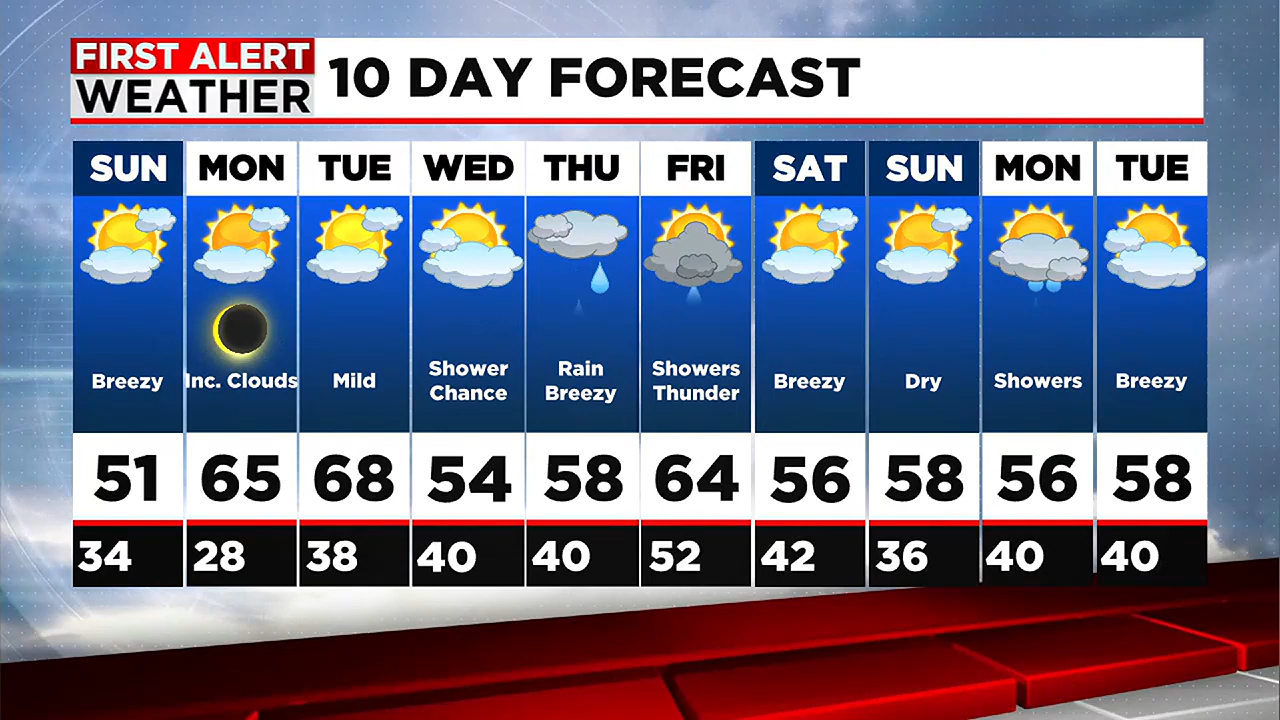 FIRST ALERT
WEATHER
10 DAY FORECAST
SUN MON TUE WED THU FRI SAT SUN MON TUE
Shower Rain Showers
Breezy Inc. Clouds Mild Breezy Dry Showers Breezy
Chance Breezy Thunder
51 65 68 54 58 64 56 58 56 58
34 28 38 40 40 52 42 36 40 40